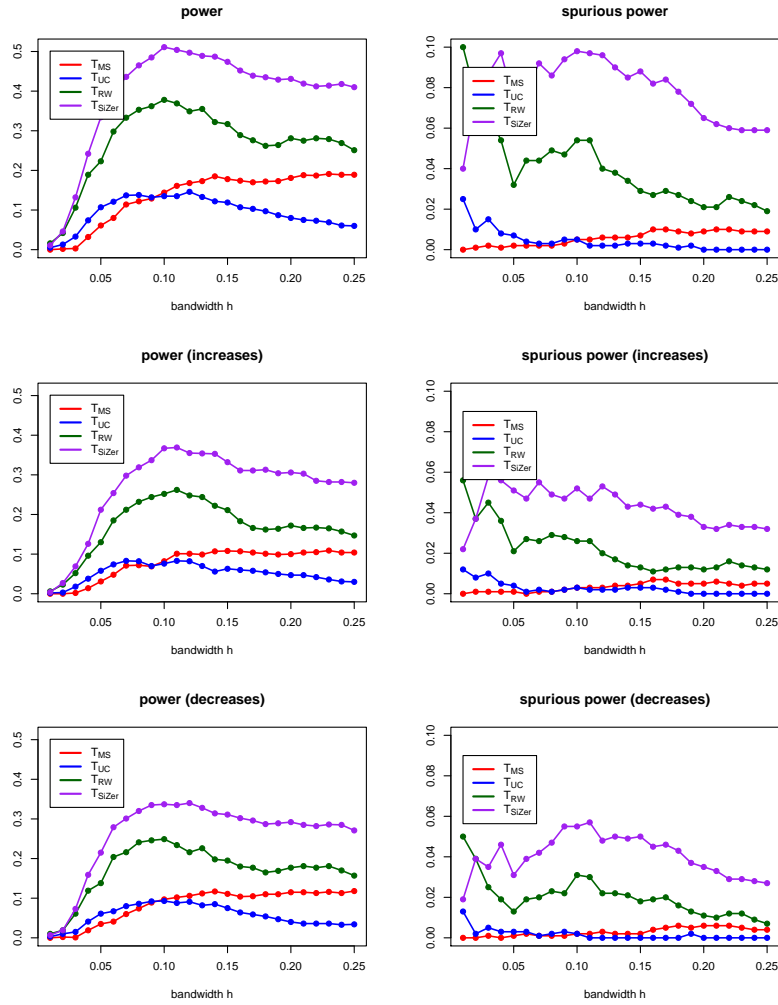 power
0.0 0.1 0.2 0.3 0.4 0.5
T_MS
T_UC
T_RW
T_SiZer
0.05 0.10 0.15 0.20 0.25
bandwidth h
spurious power
0.00 0.02 0.04 0.06 0.08 0.10
T_MS
T_UC
T_RW
T_SiZer
0.05 0.10 0.15 0.20 0.25
bandwidth h
power (increases)
0.0 0.1 0.2 0.3 0.4 0.5
T_MS
T_UC
T_RW
T_SiZer
0.05 0.10 0.15 0.20 0.25
bandwidth h
spurious power (increases)
0.00 0.02 0.04 0.06 0.08 0.10
T_MS
T_UC
T_RW
T_SiZer
0.05 0.10 0.15 0.20 0.25
bandwidth h
power (decreases)
0.0 0.1 0.2 0.3 0.4 0.5
T_MS
T_UC
T_RW
T_SiZer
0.05 0.10 0.15 0.20 0.25
bandwidth h
spurious power (decreases)
0.00 0.02 0.04 0.06 0.08 0.10
T_MS
T_UC
T_RW
T_SiZer
0.05 0.10 0.15 0.20 0.25
bandwidth h